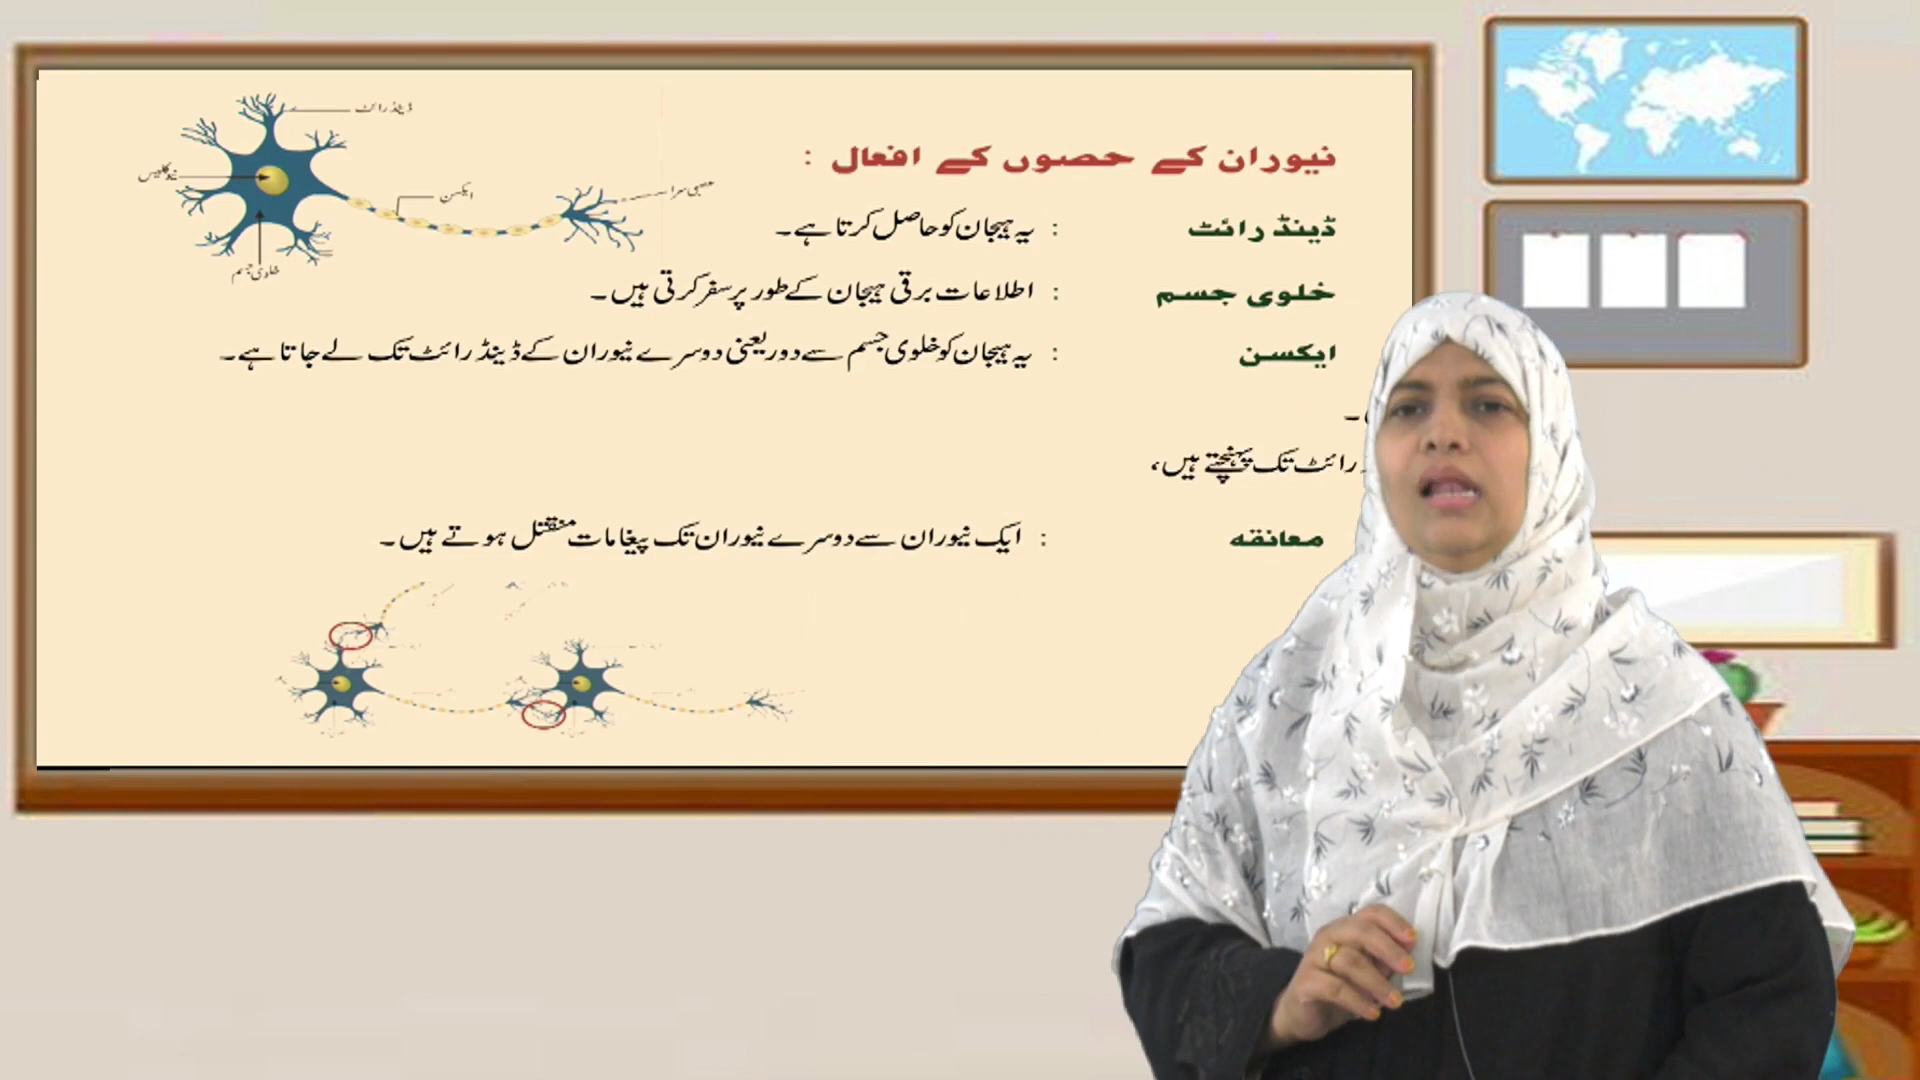 ڈینڈ رائٹ
نیوکلیس
ایکسن
عصبی سرا
خلوی جسم
نیوران کے حصوں کے افعال :
ڈینڈ رائٹ : یہ ہیجان کو حاصل کرتا ہے۔
خلوی جسم : اطلاعات برقی ہیجان کے طور پر سفر کرتی ہیں۔
ایکسن : یہ ہیجان کو خلوی جسم سے دور یعنی دوسرے نیوران کے ڈینڈ رائٹ تک لے جاتا ہے۔
رائٹ تک پہنچتے ہیں،
معانقہ : ایک نیوران سے دوسرے نیوران تک پیغامات منتقل ہوتے ہیں۔